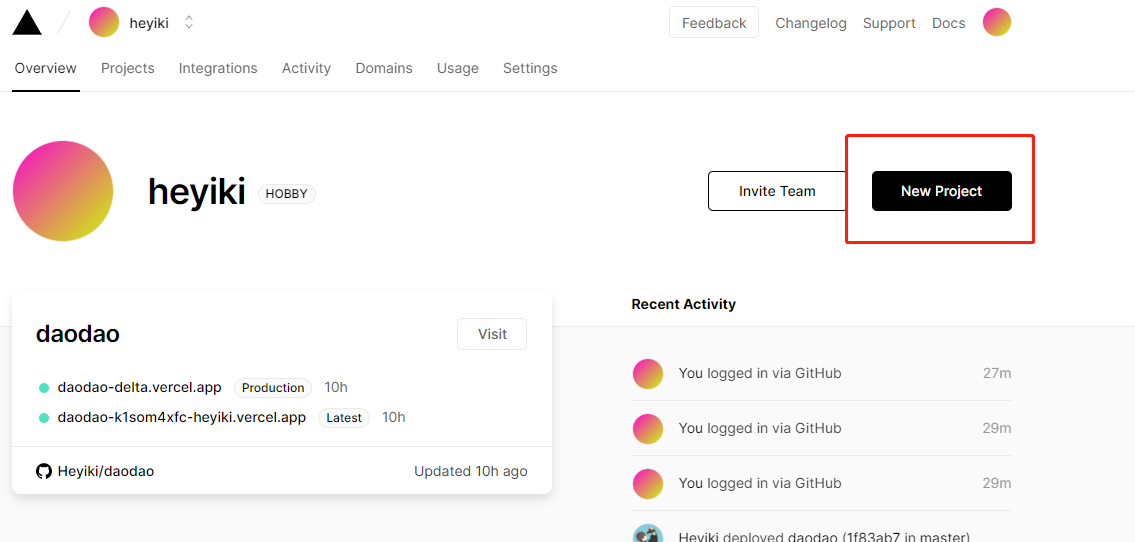 heyiki Feedback Changelog Support Docs
Overview Projects Integrations Activity Domains Usage Settings
heyiki HOBBY Invite Team New Project
daodao Visit
daodao-delta.vercel.app Production 10h
daodao-k1som4xfc-heyiki.vercel.app Latest 10h
Heyiki/daodao Updated 10h ago
Recent Activity
You logged in via GitHub 27m
You logged in via GitHub 29m
You logged in via GitHub 29m
Heyiki deployed daodao (1f83ab7 in master)